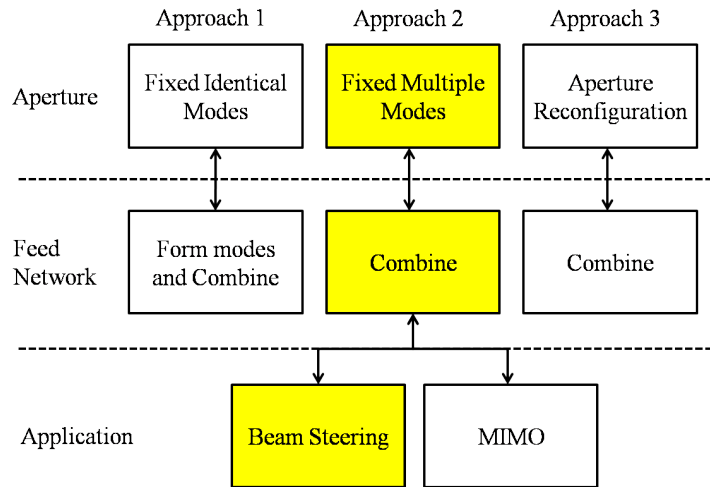 Approach 1
Approach 2
Approach 3
Aperture
Fixed Identical
Modes
Fixed Multiple
Modes
Aperture
Reconfiguration
Feed
Network
Form modes
and Combine
Combine
Combine
Application
Beam Steering
MIMO